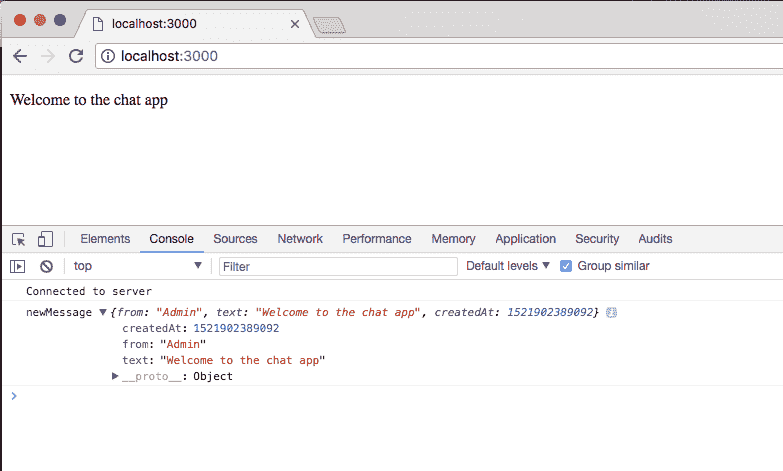 localhost:3000
localhost:3000
Welcome to the chat app
Elements Console Sources Network Performance Memory Application Security Audits
top Filter Default levels Group similar
Connected to server
newMessage {from: "Admin", text: "Welcome to the chat app", createdAt: 1521902389092}
createdAt: 1521902389092
from: "Admin"
text: "Welcome to the chat app"
__proto__: Object